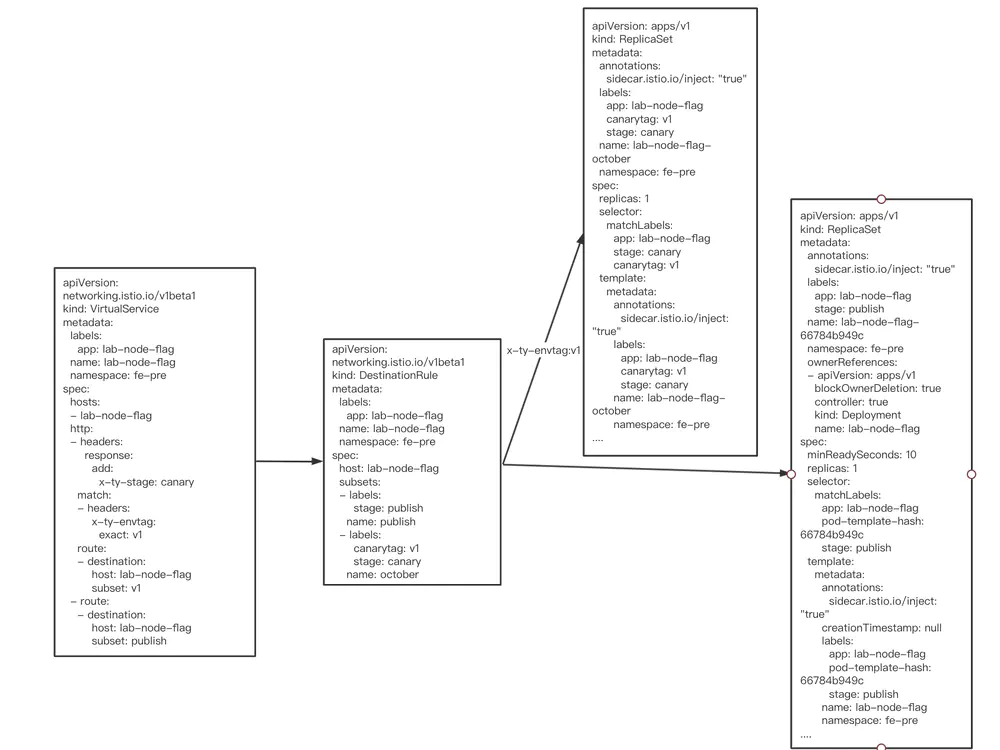 apiVersion:
networking.istio.io/v1beta1
kind: VirtualService
metadata:
labels:
app: lab-node-flag
name: lab-node-flag
namespace: fe-pre
spec:
hosts:
- lab-node-flag
http:
- headers:
response:
add:
x-ty-stage: canary
match:
- headers:
x-ty-envtag:
exact: v1
route:
- destination:
host: lab-node-flag
subset: v1
- route:
- destination:
host: lab-node-flag
subset: publish
apiVersion:
networking.istio.io/v1beta1
kind: DestinationRule
metadata:
labels:
app: lab-node-flag
name: lab-node-flag
namespace: fe-pre
spec:
host: lab-node-flag
subsets:
- labels:
stage: publish
name: publish
- labels:
canarytag: v1
stage: canary
name: october
x-ty-envtag:v1
apiVersion: apps/v1
kind: ReplicaSet
metadata:
annotations:
sidecar.istio.io/inject: "true"
labels:
app: lab-node-flag
canarytag: v1
stage: canary
name: lab-node-flag-
october
namespace: fe-pre
spec:
replicas: 1
selector:
matchLabels:
app: lab-node-flag
stage: canary
canarytag: v1
template:
metadata:
annotations:
sidecar.istio.io/inject:
"true"
labels:
app: lab-node-flag
canarytag: v1
stage: canary
name: lab-node-flag-
october
namespace: fe-pre
....
apiVersion: apps/v1
kind: ReplicaSet
metadata:
annotations:
sidecar.istio.io/inject: "true"
labels:
app: lab-node-flag
stage: publish
name: lab-node-flag-
66784b949c
namespace: fe-pre
ownerReferences:
- apiVersion: apps/v1
blockOwnerDeletion: true
controller: true
kind: Deployment
name: lab-node-flag
spec:
minReadySeconds: 10
replicas: 1
selector:
matchLabels:
app: lab-node-flag
pod-template-hash:
66784b949c
stage: publish
template:
metadata:
annotations:
sidecar.istio.io/inject:
"true"
creationTimestamp: null
labels:
app: lab-node-flag
pod-template-hash:
66784b949c
stage: publish
name: lab-node-flag
namespace: fe-pre
....